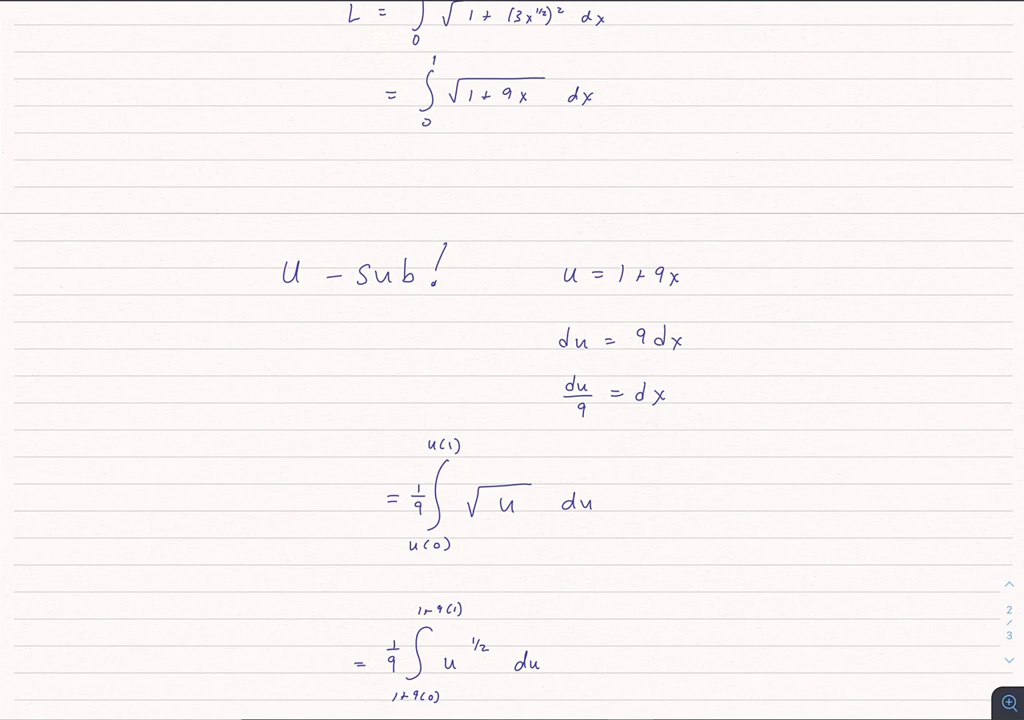 L = ∫₀ √1 + (3x^1/2)² dx
= ∫₀¹ √1 + 9x dx
u - sub! u = 1 + 9x
du = 9 dx
du/9 = dx
= 1/9 ∫_{u(0)}^{u(1)} √u du
= 1/9 ∫_{1+9(0)}^{1+9(1)} u^1/2 du
2
/
3